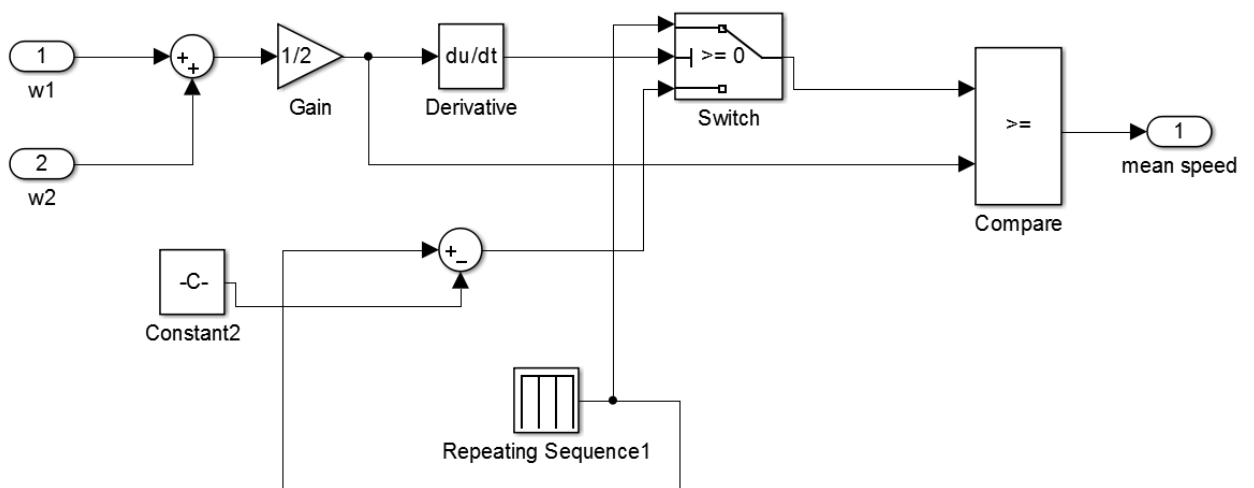 1
w1
2
w2
+
+
1/2
Gain
du/dt
Derivative
>= 0
Switch
>=
Compare
1
mean speed
-C-
Constant2
+
−
Repeating Sequence1